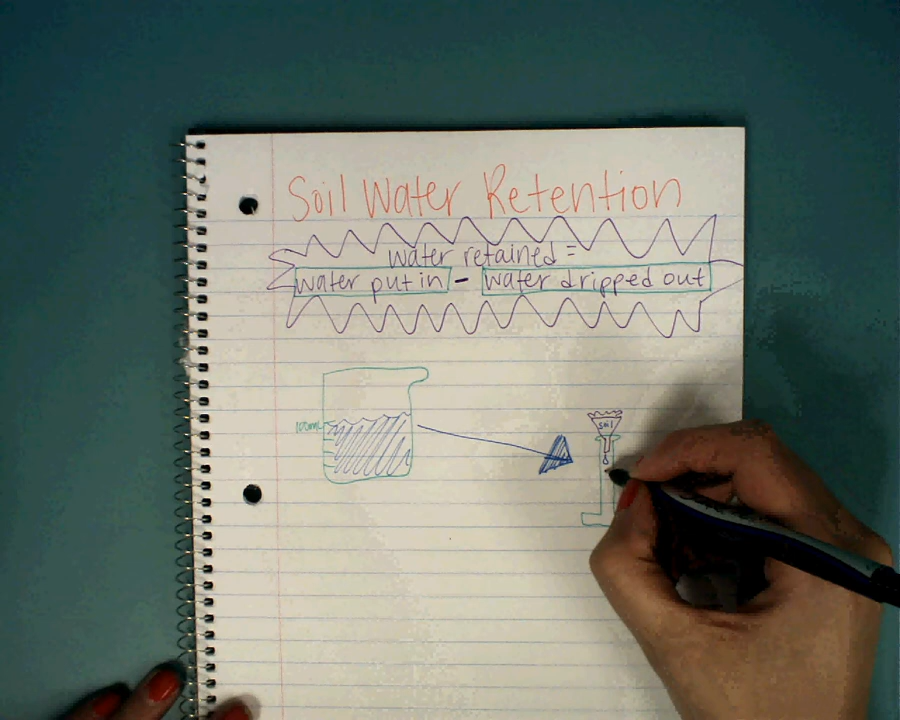 Soil Water Retention
water retained =
water put in - water dripped out
100mL
soil